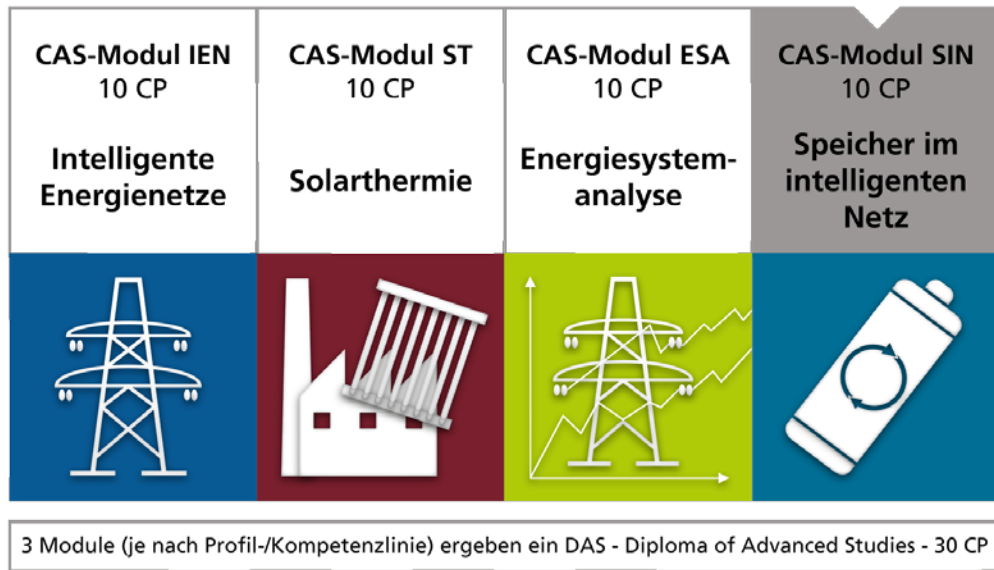 CAS-Modul IEN
10 CP
Intelligente
Energienetze
CAS-Modul ST
10 CP
Solarthermie
CAS-Modul ESA
10 CP
Energiesystem-
analyse
CAS-Modul SIN
10 CP
Speicher im
intelligenten
Netz
3 Module (je nach Profil-/Kompetenzlinie) ergeben ein DAS - Diploma of Advanced Studies - 30 CP